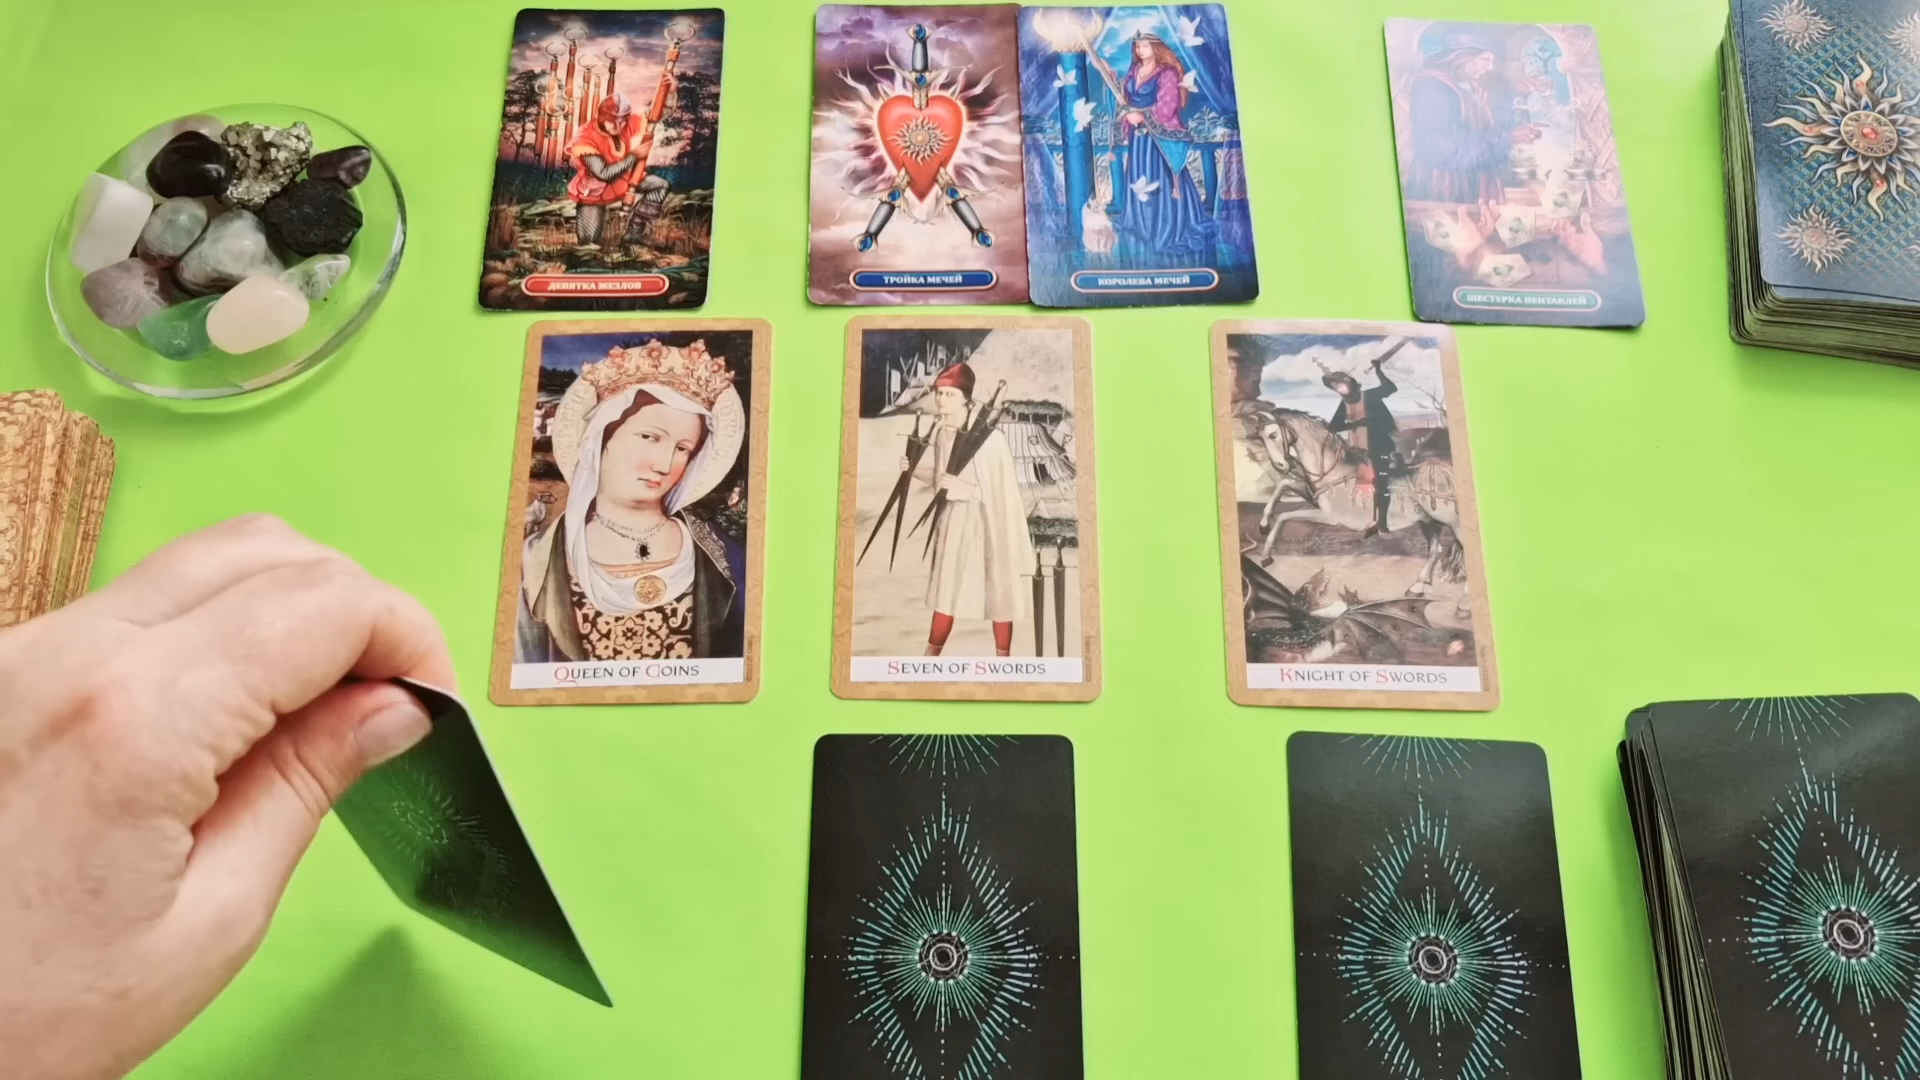 ДЕВЯТКА ЖЕЗЛОВ
ТРОЙКА МЕЧЕЙ
КОРОЛЕВА МЕЧЕЙ
ШЕСТЕРКА ПЕНТАКЛЕЙ
QUEEN OF COINS
SEVEN OF SWORDS
KNIGHT OF SWORDS